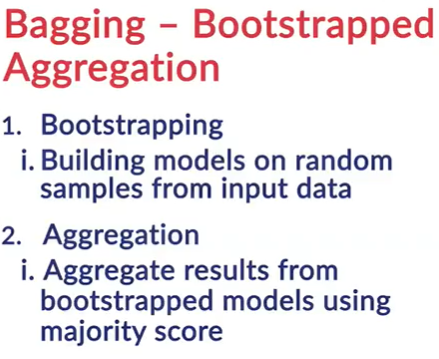 Bagging – Bootstrapped
Aggregation
1. Bootstrapping
i. Building models on random
samples from input data
2. Aggregation
i. Aggregate results from
bootstrapped models using
majority score